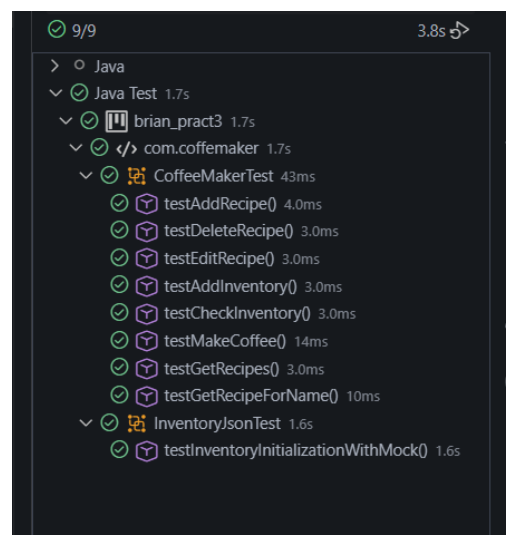 9/9 3.8s
Java
Java Test 1.7s
brian_pract3 1.7s
com.coffemaker 1.7s
CoffeeMakerTest 43ms
testAddRecipe() 4.0ms
testDeleteRecipe() 3.0ms
testEditRecipe() 3.0ms
testAddInventory() 3.0ms
testCheckInventory() 3.0ms
testMakeCoffee() 14ms
testGetRecipes() 3.0ms
testGetRecipeForName() 10ms
InventoryJsonTest 1.6s
testInventoryInitializationWithMock() 1.6s